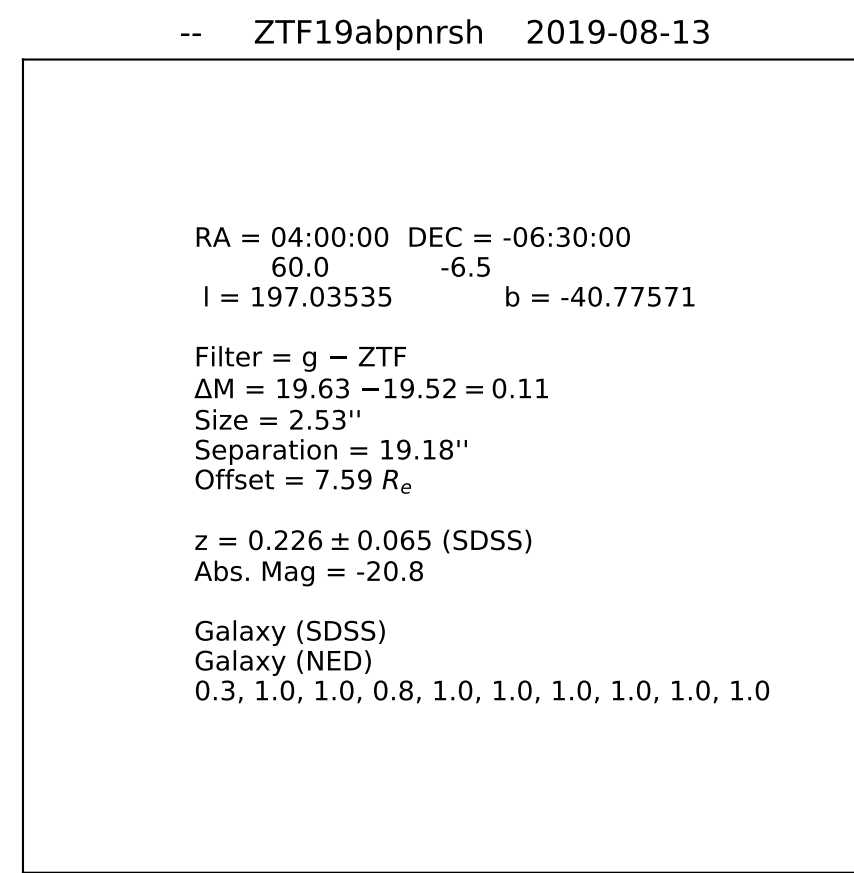 -- ZTF19abpnrsh 2019-08-13
RA = 04:00:00 DEC = -06:30:00
60.0 -6.5
l = 197.03535 b = -40.77571
Filter = g − ZTF
ΔM = 19.63 −19.52 = 0.11
Size = 2.53''
Separation = 19.18''
Offset = 7.59 Re
z = 0.226 ± 0.065 (SDSS)
Abs. Mag = -20.8
Galaxy (SDSS)
Galaxy (NED)
0.3, 1.0, 1.0, 0.8, 1.0, 1.0, 1.0, 1.0, 1.0, 1.0